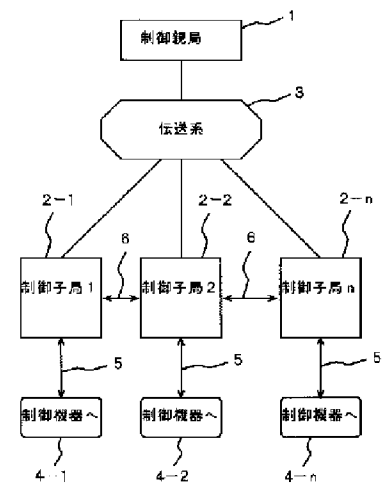 1
制御親局
3
伝送系
2-1
2-2
2-n
6
6
制御子局1
制御子局2
制御子局n
5
5
5
制御機器へ
制御機器へ
制御機器へ
4-1
4-2
4-n